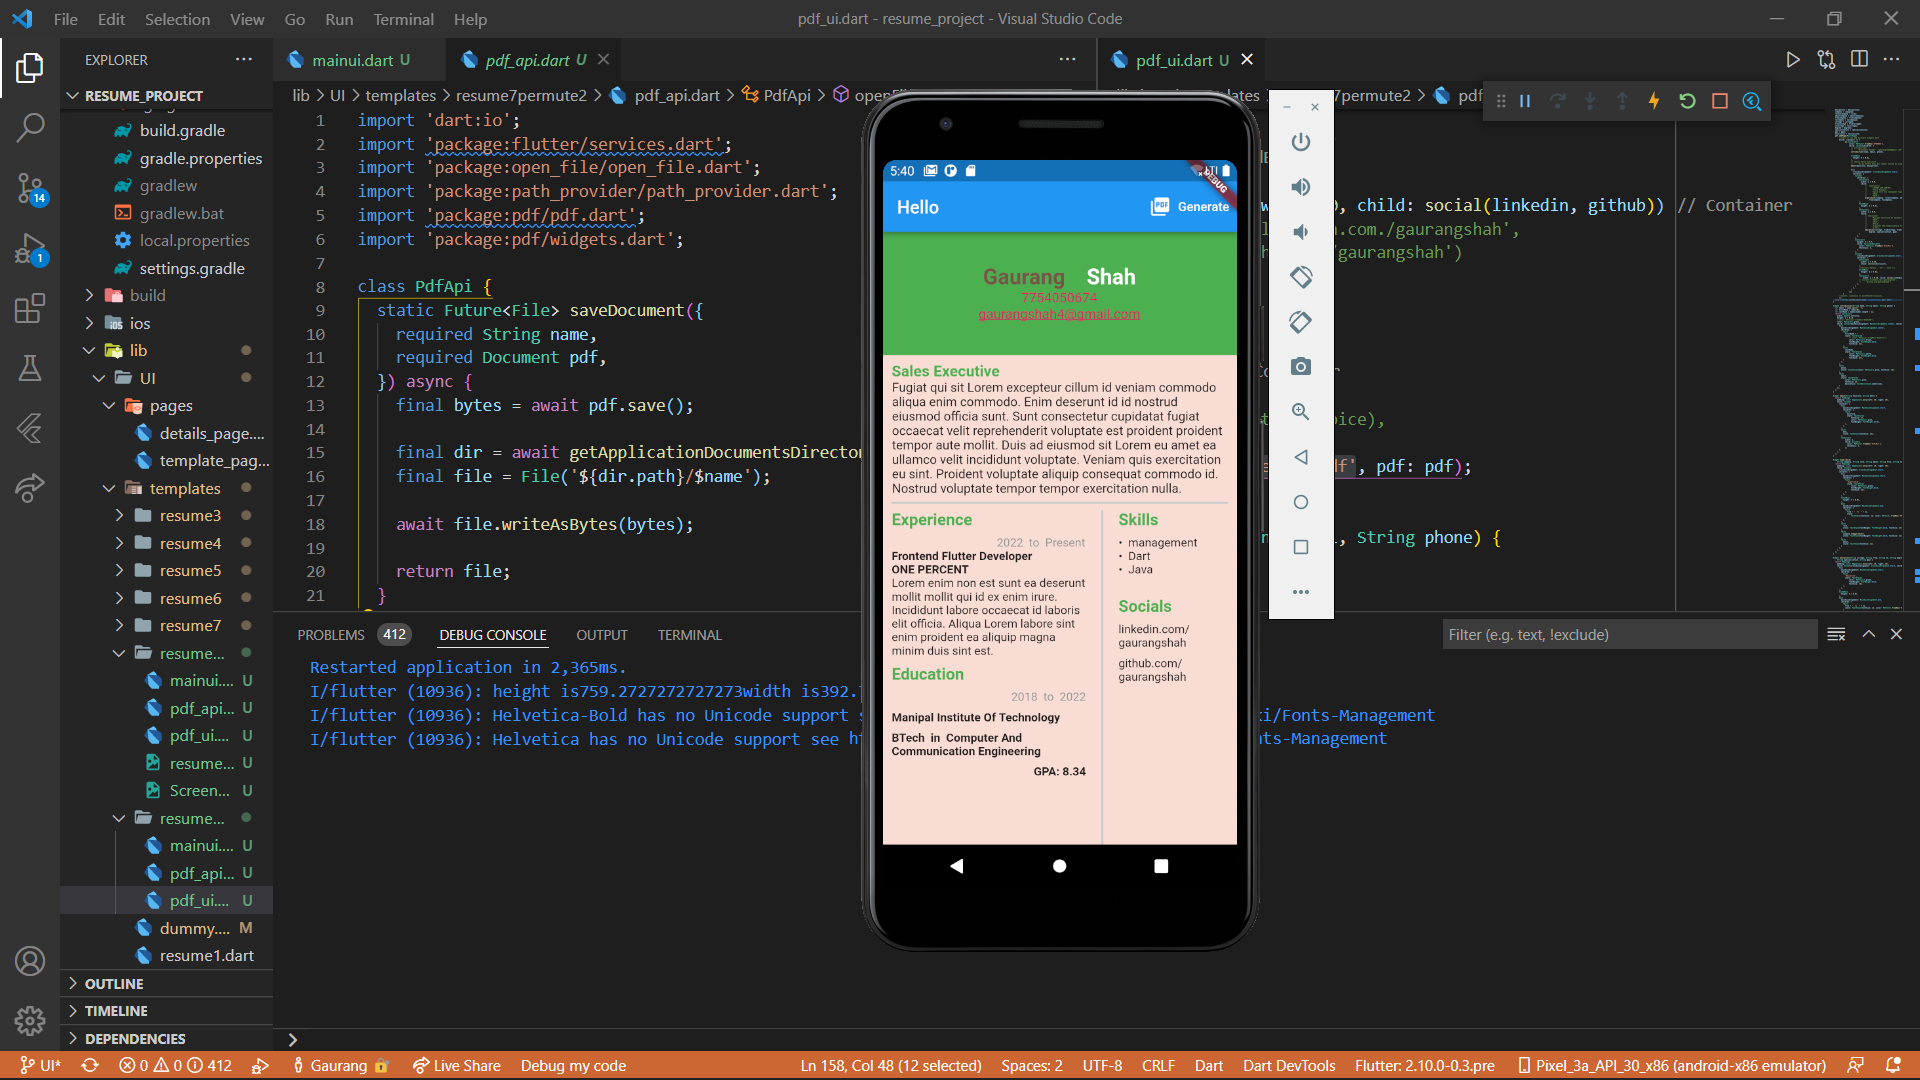 File Edit Selection View Go Run Terminal Help
pdf_ui.dart - resume_project - Visual Studio Code
EXPLORER
RESUME_PROJECT
build.gradle
gradle.properties
gradlew
gradlew.bat
local.properties
settings.gradle
build
ios
lib
UI
pages
details_page....
template_pag...
templates
resume3
resume4
resume5
resume6
resume7
resume...
mainui.... U
pdf_api... U
pdf_ui.... U
resume... U
Screen... U
resume...
mainui.... U
pdf_api... U
pdf_ui.... U
dummy.... M
resume1.dart
OUTLINE
TIMELINE
DEPENDENCIES
14
1
mainui.dart U
pdf_api.dart U
pdf_ui.dart U
lib > UI > templates > resume7permute2 > pdf_api.dart > PdfApi >
7permute2 >
1 import 'dart:io';
2 import 'package:flutter/services.dart';
3 import 'package:open_file/open_file.dart';
4 import 'package:path_provider/path_provider.dart';
5 import 'package:pdf/pdf.dart';
6 import 'package:pdf/widgets.dart';
7
8 class PdfApi {
9 static Future<File> saveDocument({
10 required String name,
11 required Document pdf,
12 }) async {
13 final bytes = await pdf.save();
14
15 final dir = await getApplicationDocumentsDirector
16 final file = File('${dir.path}/$name');
17
18 await file.writeAsBytes(bytes);
19
20 return file;
21 }
, child: social(linkedin, github)) // Container
.com./gaurangshah',
/gaurangshah')
ice),
df', pdf: pdf);
, String phone) {
5:40
DEBUG
Hello
PDF
Generate
Gaurang Shah
7754050674
gaurangshah4@gmail.com
Sales Executive
Fugiat qui sit Lorem excepteur cillum id veniam commodo
aliqua enim commodo. Enim deserunt id id nostrud
eiusmod officia sunt. Sunt consectetur cupidatat fugiat
occaecat velit reprehenderit voluptate est proident proident
tempor aute mollit. Duis ad eiusmod sit Lorem eu amet ea
ullamco velit incididunt voluptate. Veniam quis exercitation
eu sint. Proident voluptate aliquip consequat commodo id.
Nostrud voluptate tempor tempor exercitation nulla.
Experience
2022 to Present
Frontend Flutter Developer
ONE PERCENT
Lorem enim non est sunt ea deserunt
mollit mollit qui id ex enim irure.
Incididunt labore occaecat id laboris
elit officia. Aliqua Lorem labore sint
enim proident ea aliquip magna
minim duis sint est.
Education
2018 to 2022
Manipal Institute Of Technology
BTech in Computer And
Communication Engineering
GPA: 8.34
Skills
• management
• Dart
• Java
Socials
linkedin.com/
gaurangshah
github.com/
gaurangshah
PROBLEMS 412 DEBUG CONSOLE OUTPUT TERMINAL
Filter (e.g. text, !exclude)
Restarted application in 2,365ms.
I/flutter (10936): height is759.2727272727273width is392.
I/flutter (10936): Helvetica-Bold has no Unicode support
i/Fonts-Management
I/flutter (10936): Helvetica has no Unicode support see
ts-Management
UI* 0 0 412 Gaurang Live Share Debug my code
Ln 158, Col 48 (12 selected) Spaces: 2 UTF-8 CRLF Dart Dart DevTools Flutter: 2.10.0-0.3.pre Pixel_3a_API_30_x86 (android-x86 emulator)